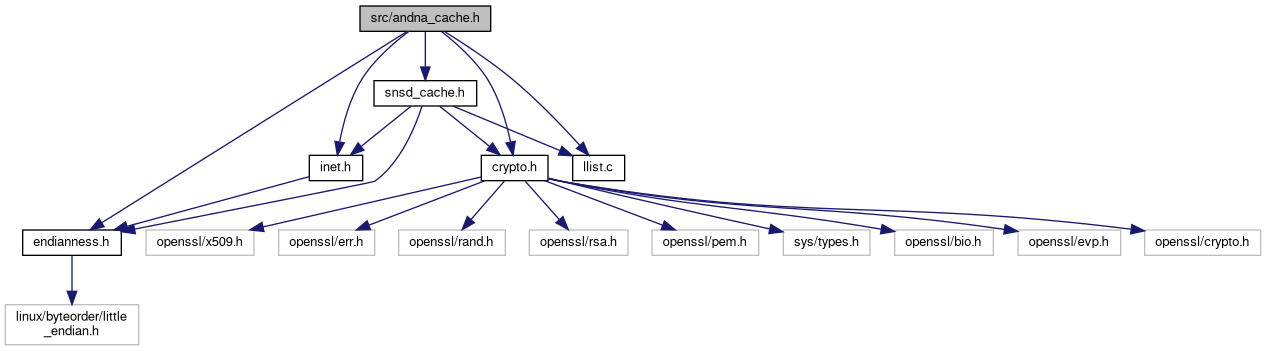 src/andna_cache.h
snsd_cache.h
inet.h
crypto.h
llist.c
endianness.h
openssl/x509.h
openssl/err.h
openssl/rand.h
openssl/rsa.h
openssl/pem.h
sys/types.h
openssl/bio.h
openssl/evp.h
openssl/crypto.h
linux/byteorder/little
_endian.h